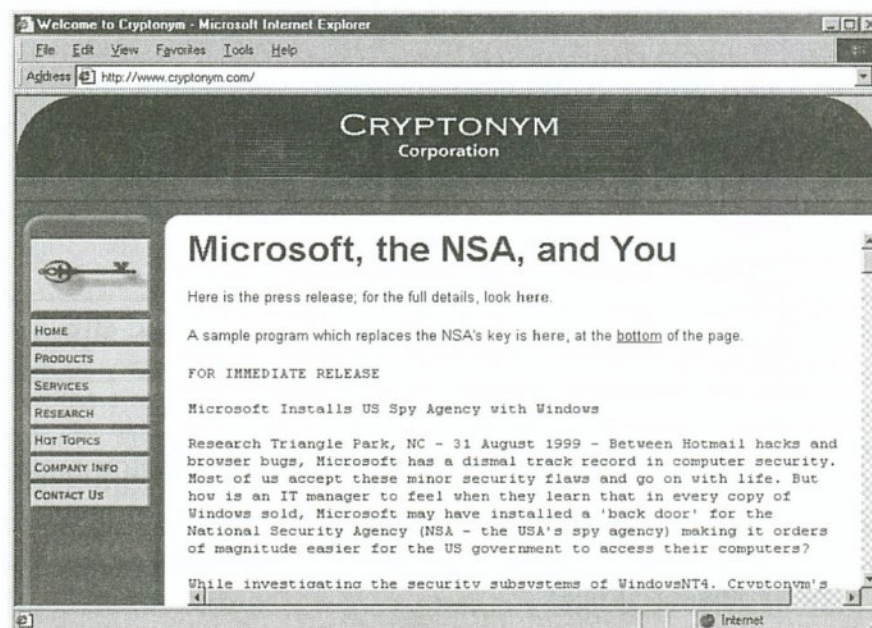 Welcome to Cryptonym - Microsoft Internet Explorer
File Edit View Favorites Tools Help
Address http://www.cryptonym.com/
CRYPTONYM
Corporation
HOME
PRODUCTS
SERVICES
RESEARCH
HOT TOPICS
COMPANY INFO
CONTACT US
Microsoft, the NSA, and You
Here is the press release; for the full details, look here.
A sample program which replaces the NSA's key is here, at the bottom of the page.
FOR IMMEDIATE RELEASE
Microsoft Installs US Spy Agency with Windows
Research Triangle Park, NC - 31 August 1999 - Between Hotmail hacks and
browser bugs, Microsoft has a dismal track record in computer security.
Most of us accept these minor security flaws and go on with life. But
how is an IT manager to feel when they learn that in every copy of
Windows sold, Microsoft may have installed a 'back door' for the
National Security Agency (NSA - the USA's spy agency) making it orders
of magnitude easier for the US government to access their computers?
While investigating the security subsystems of WindowsNT4, Cryptonym's
Internet